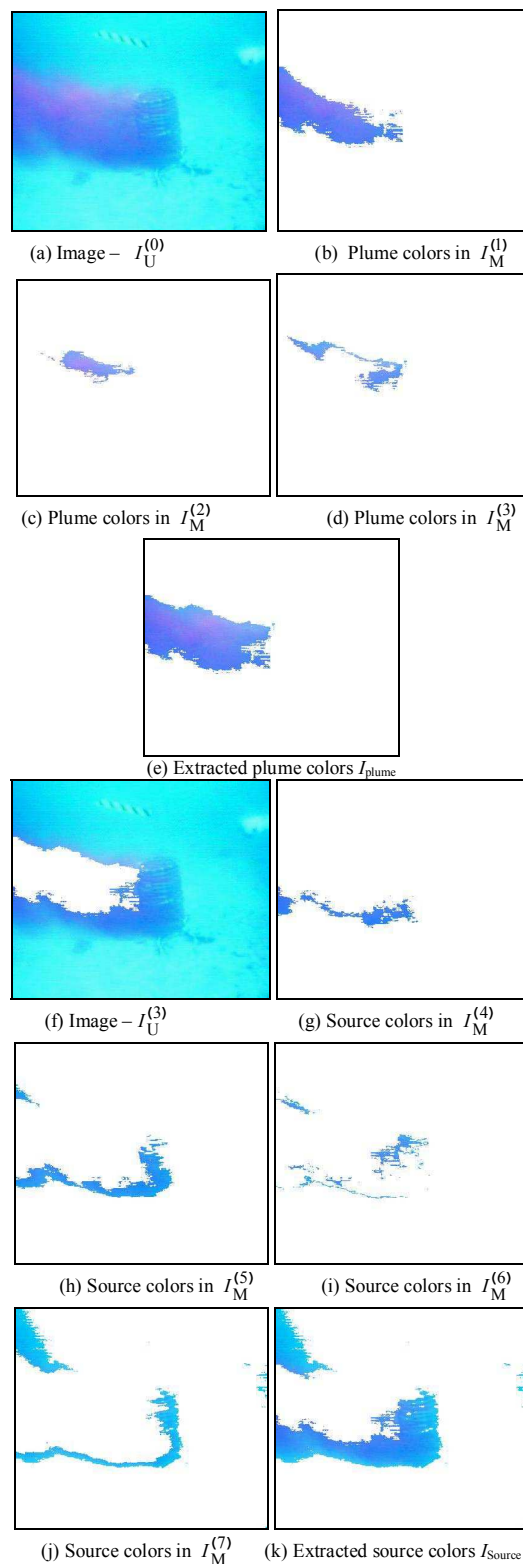 (a) Image – I_U^(0)
(b) Plume colors in I_M^(1)
(c) Plume colors in I_M^(2)
(d) Plume colors in I_M^(3)
(e) Extracted plume colors I_plume
(f) Image – I_U^(3)
(g) Source colors in I_M^(4)
(h) Source colors in I_M^(5)
(i) Source colors in I_M^(6)
(j) Source colors in I_M^(7)
(k) Extracted source colors I_Source